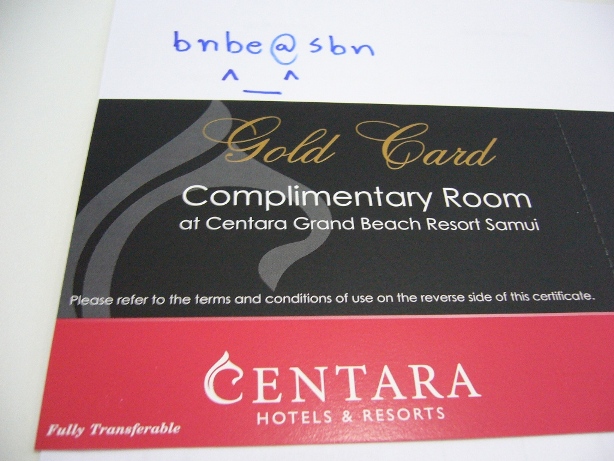 bnbe@sbn
^__^
Gold Card
Complimentary Room
at Centara Grand Beach Resort Samui
Please refer to the terms and conditions of use on the reverse side of this certificate.
CENTARA
HOTELS & RESORTS
Fully Transferable